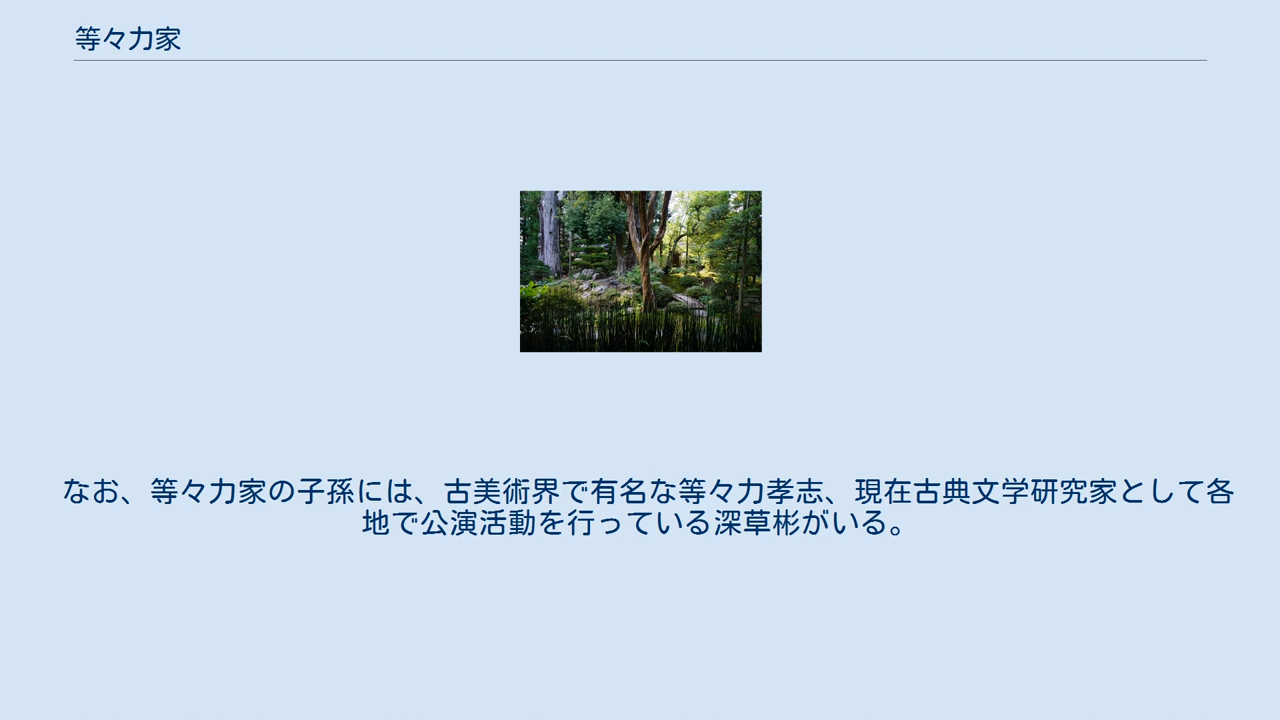 等々力家
なお、等々力家の子孫には、古美術界で有名な等々力孝志、現在古典文学研究家として各
地で公演活動を行っている深草彬がいる。